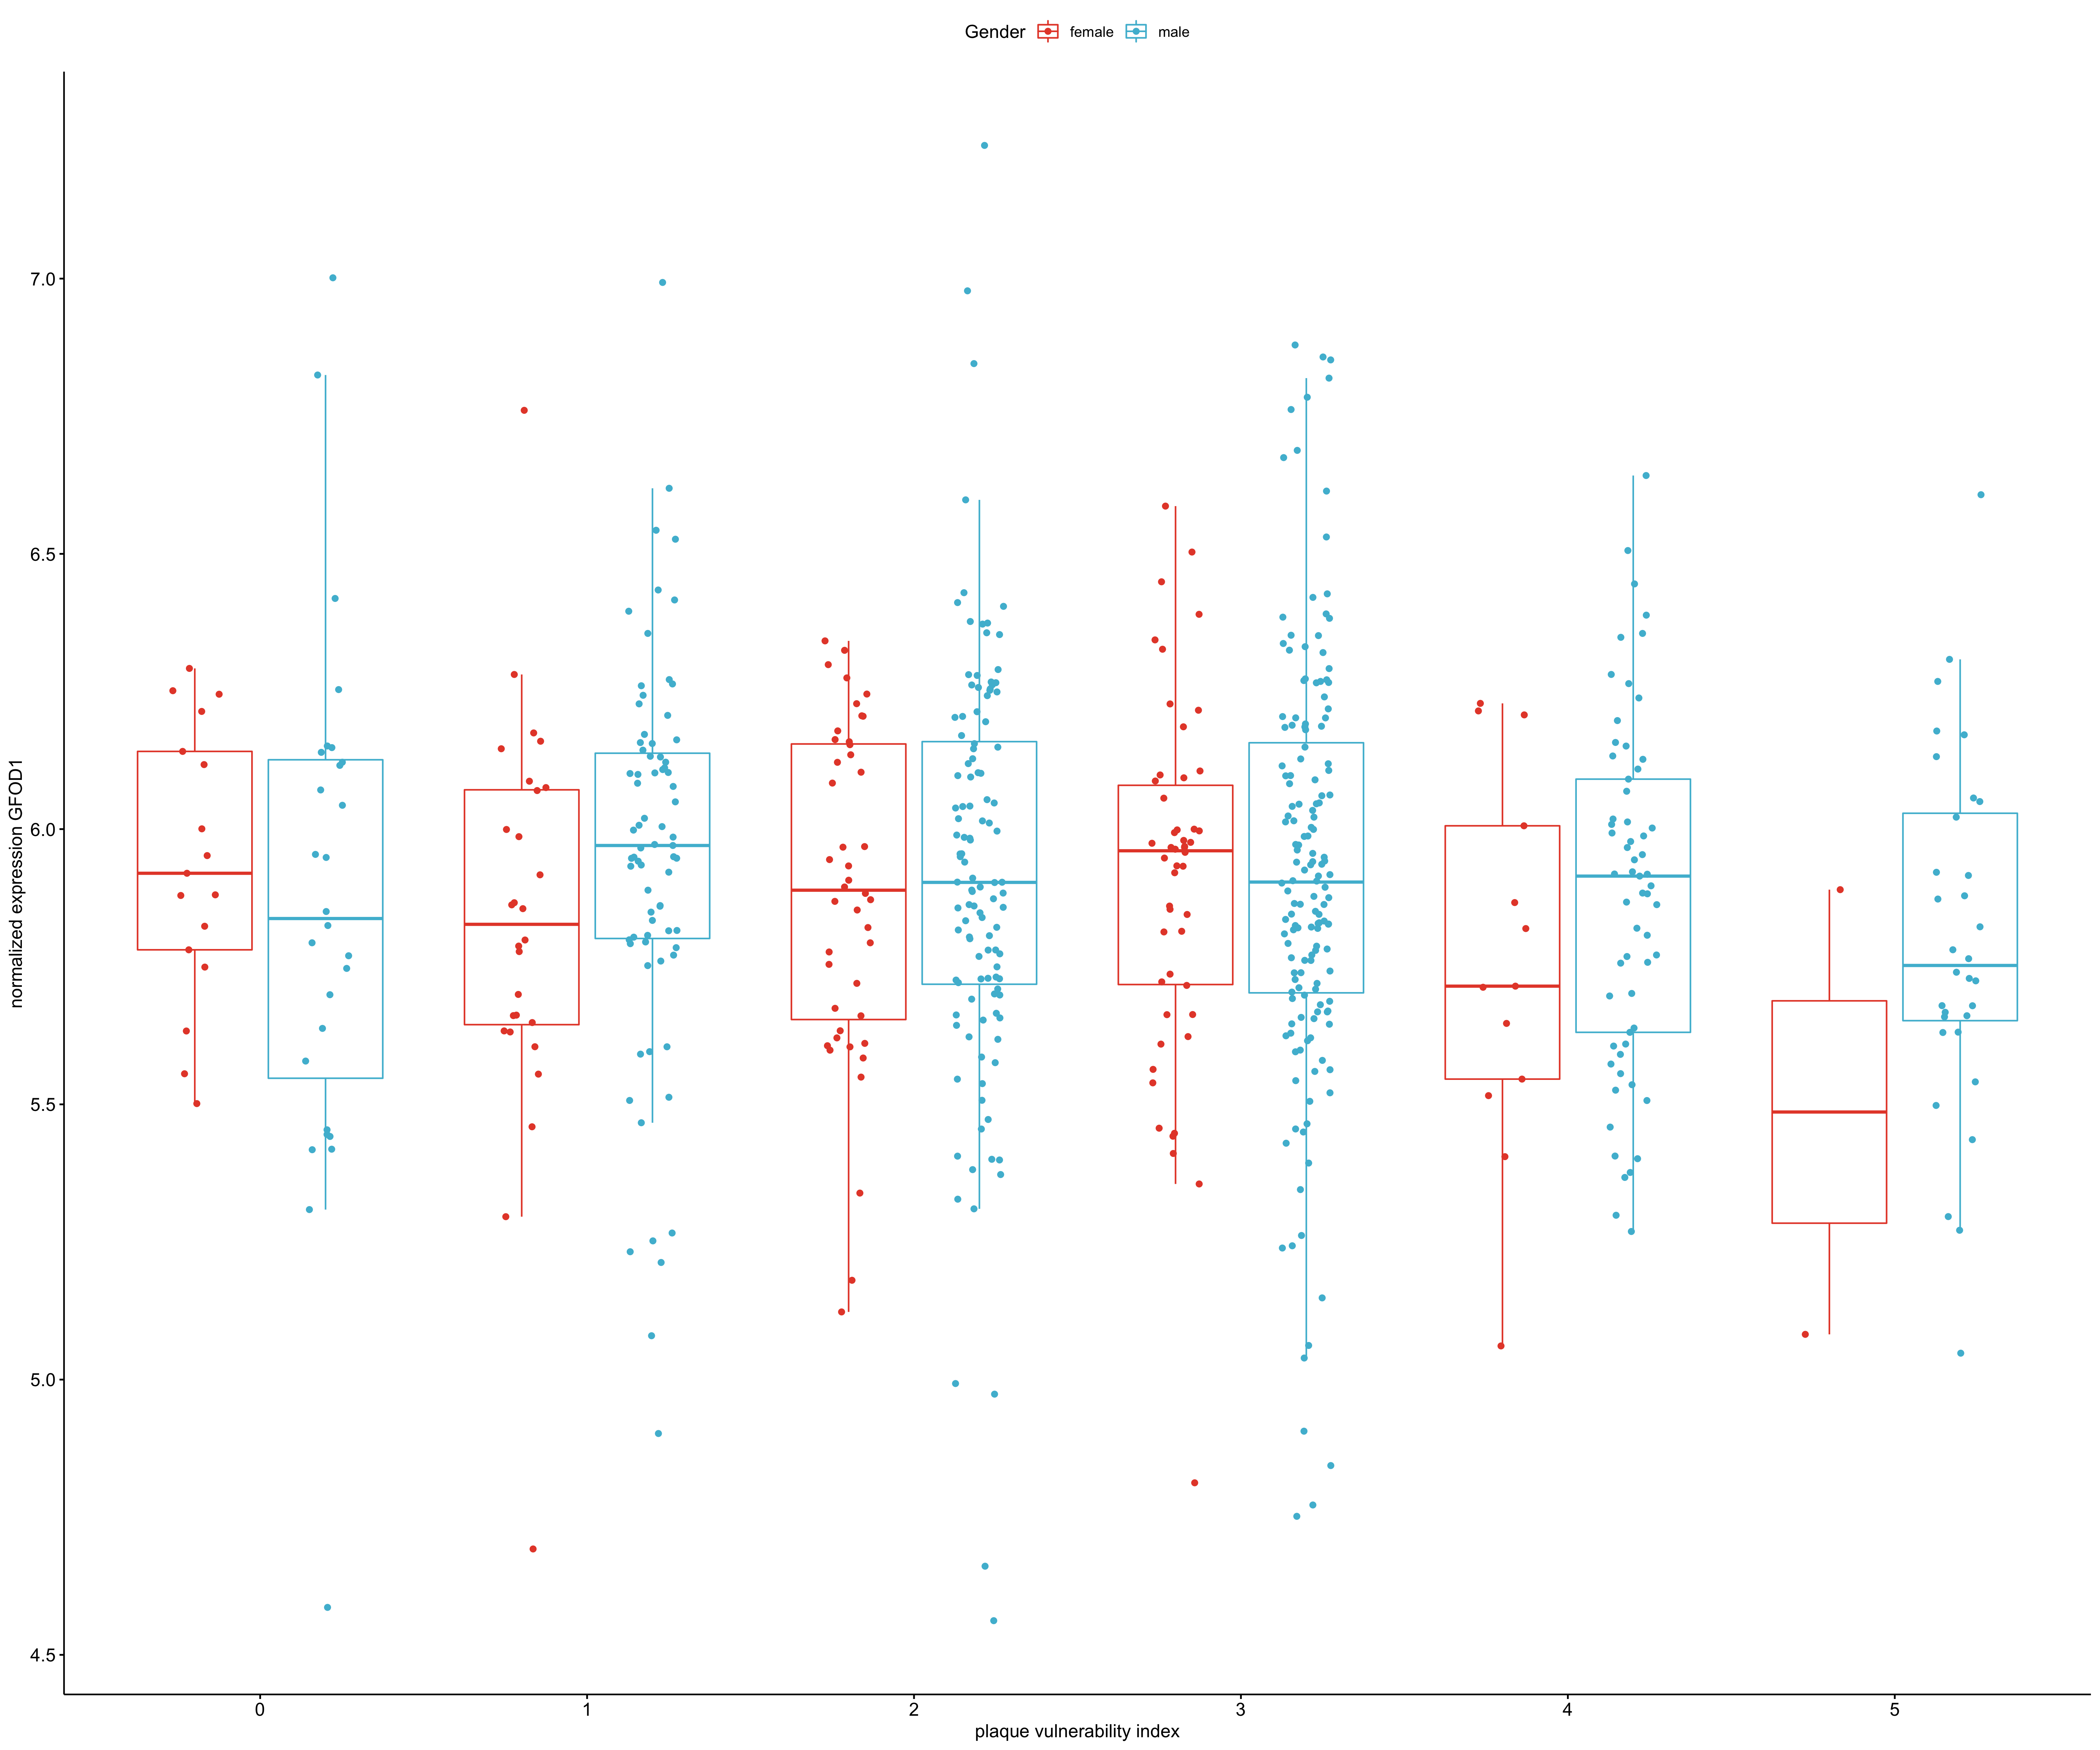 Gender female male
normalized expression GFOD1
7.0
6.5
6.0
5.5
5.0
4.5
0 1 2 3 4 5
plaque vulnerability index